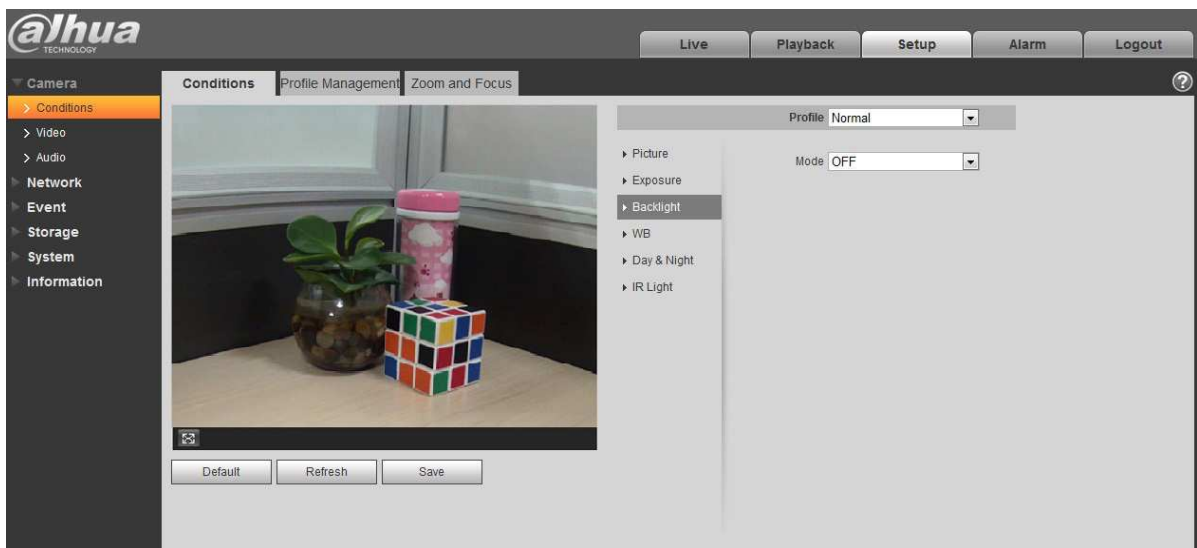 alhua
TECHNOLOGY
Live
Playback
Setup
Alarm
Logout
Camera
Conditions
Video
Audio
Network
Event
Storage
System
Information
Conditions
Profile Management
Zoom and Focus
?
Profile Normal
Picture
Exposure
Backlight
WB
Day & Night
IR Light
Mode OFF
Default
Refresh
Save